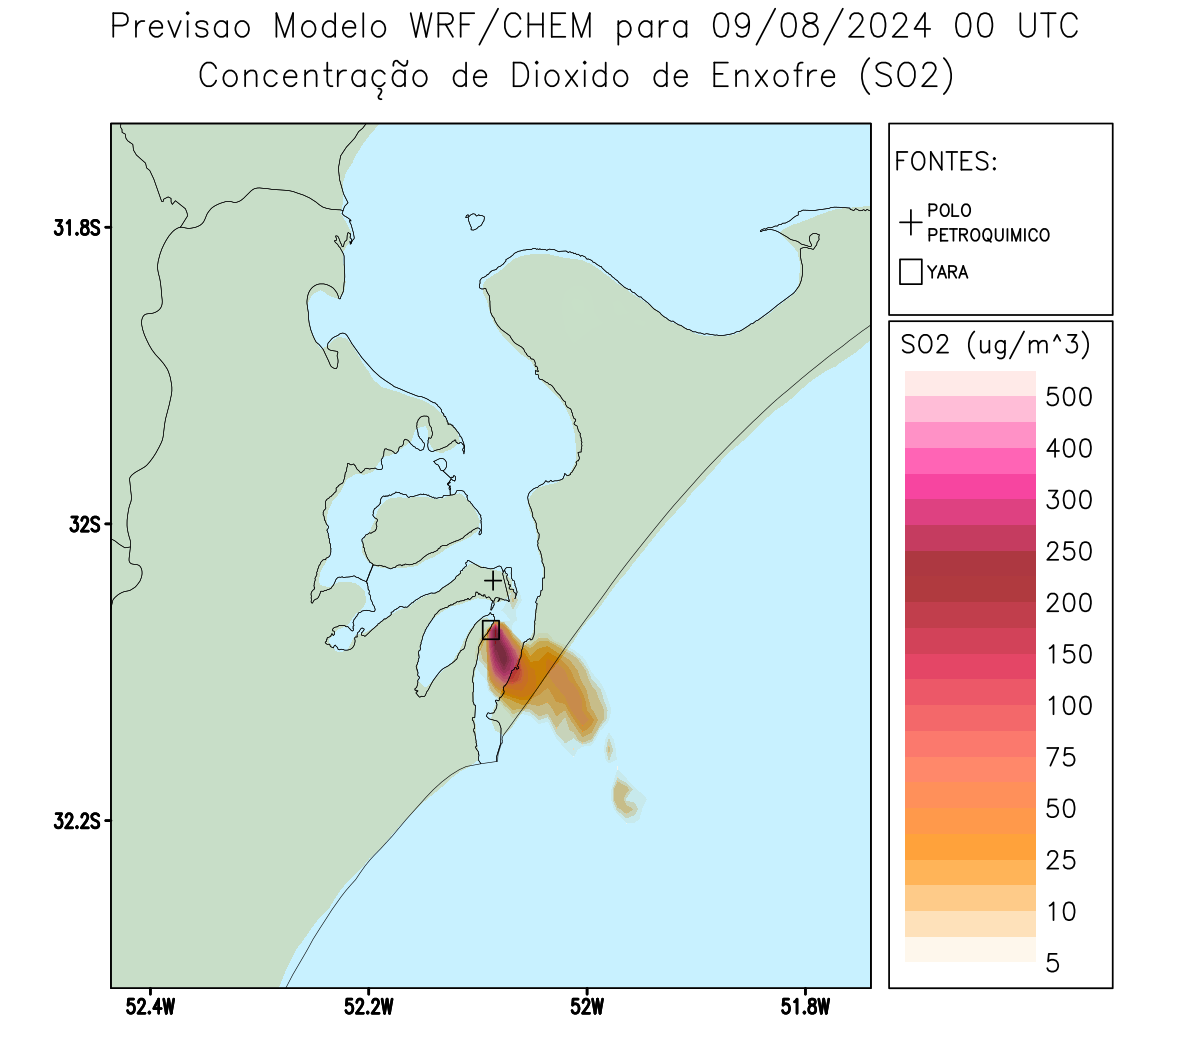 Previsao Modelo WRF/CHEM para 09/08/2024 00 UTC
Concentração de Dioxido de Enxofre (SO2)
FONTES:
POLO
PETROQUIMICO
YARA
SO2 (ug/m^3)
500
400
300
250
200
150
100
75
50
25
10
5
31.8S
32S
32.2S
52.4W
52.2W
52W
51.8W